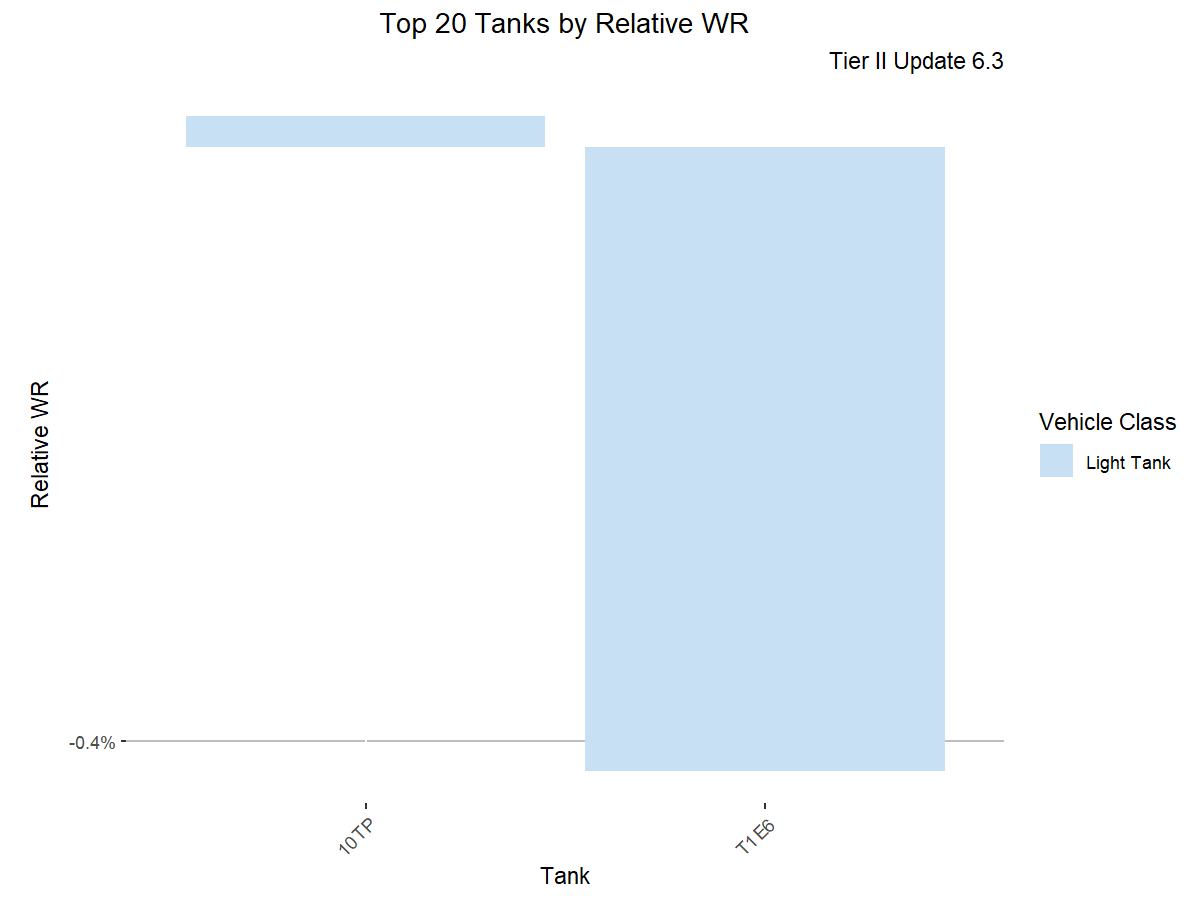 Top 20 Tanks by Relative WR
Tier II Update 6.3
Relative WR
-0.4%
10TP
T1E6
Tank
Vehicle Class
Light Tank